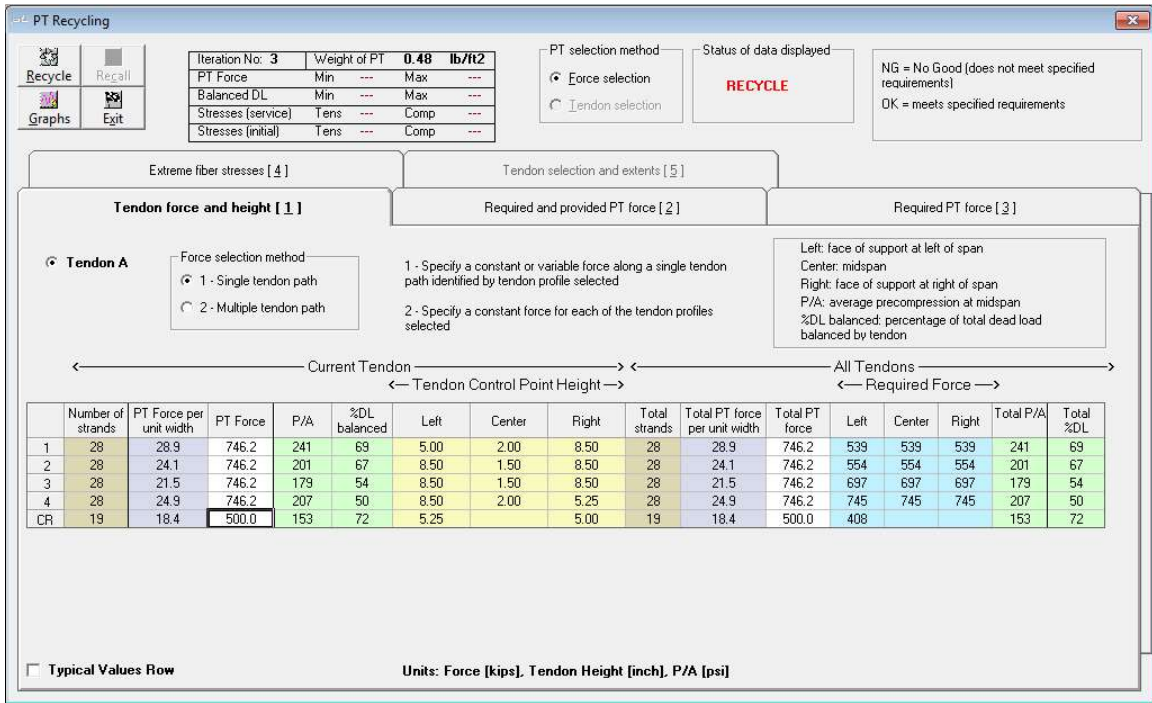 PT Recycling
Recycle
Recall
Graphs
Exit
Iteration No: 3 Weight of PT 0.48 lb/ft2
PT Force Min --- Max ---
Balanced DL Min --- Max ---
Stresses (service) Tens --- Comp ---
Stresses (initial) Tens --- Comp ---
PT selection method
Force selection
Tendon selection
Status of data displayed
RECYCLE
NG = No Good (does not meet specified
requirements)
OK = meets specified requirements
Extreme fiber stresses [ 4 ]
Tendon selection and extents [ 5 ]
Tendon force and height [ 1 ]
Required and provided PT force [ 2 ]
Required PT force [ 3 ]
Tendon A
Force selection method
1 - Single tendon path
2 - Multiple tendon path
1 - Specify a constant or variable force along a single tendon
path identified by tendon profile selected
2 - Specify a constant force for each of the tendon profiles
selected
Left: face of support at left of span
Center: midspan
Right: face of support at right of span
P/A: average precompression at midspan
%DL balanced: percentage of total dead load
balanced by tendon
Current Tendon
All Tendons
Tendon Control Point Height
Required Force
Number of strands PT Force per unit width PT Force P/A %DL balanced Left Center Right Total strands Total PT force per unit width Total PT force Left Center Right Total P/A Total %DL
1 28 28.9 746.2 241 69 5.00 2.00 8.50 28 28.9 746.2 539 539 539 241 69
2 28 24.1 746.2 201 67 8.50 1.50 8.50 28 24.1 746.2 554 554 554 201 67
3 28 21.5 746.2 179 54 8.50 1.50 8.50 28 21.5 746.2 697 697 697 179 54
4 28 24.9 746.2 207 50 8.50 2.00 5.25 28 24.9 746.2 745 745 745 207 50
CR 19 18.4 500.0 153 72 5.25 5.00 19 18.4 500.0 408 153 72
Typical Values Row
Units: Force [kips], Tendon Height [inch], P/A [psi]